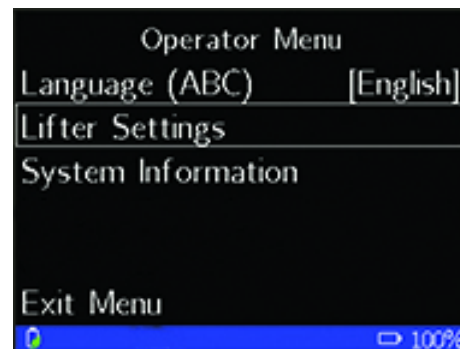 Operator Menu
Language (ABC) [English]
Lifter Settings
System Information
Exit Menu
100%